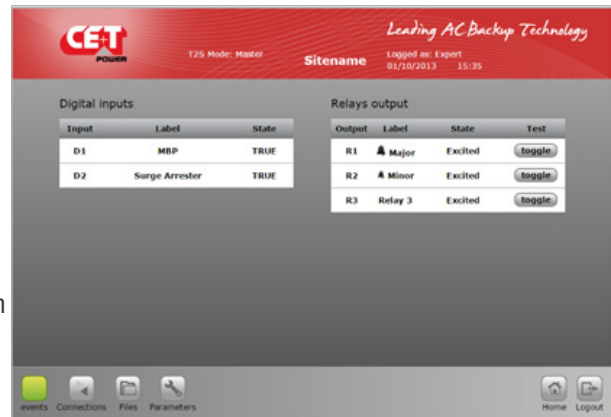 CE+T
POWER
T2S Mode: Master
Sitename
Leading AC Backup Technology
Logged as: Expert
01/10/2013 15:35
Digital inputs
Input Label State
D1 MBP TRUE
D2 Surge Arrester TRUE
Relays output
Output Label State Test
R1 Major Excited toggle
R2 Minor Excited toggle
R3 Relay 3 Excited toggle
n
events Connections Files Parameters Home Logout